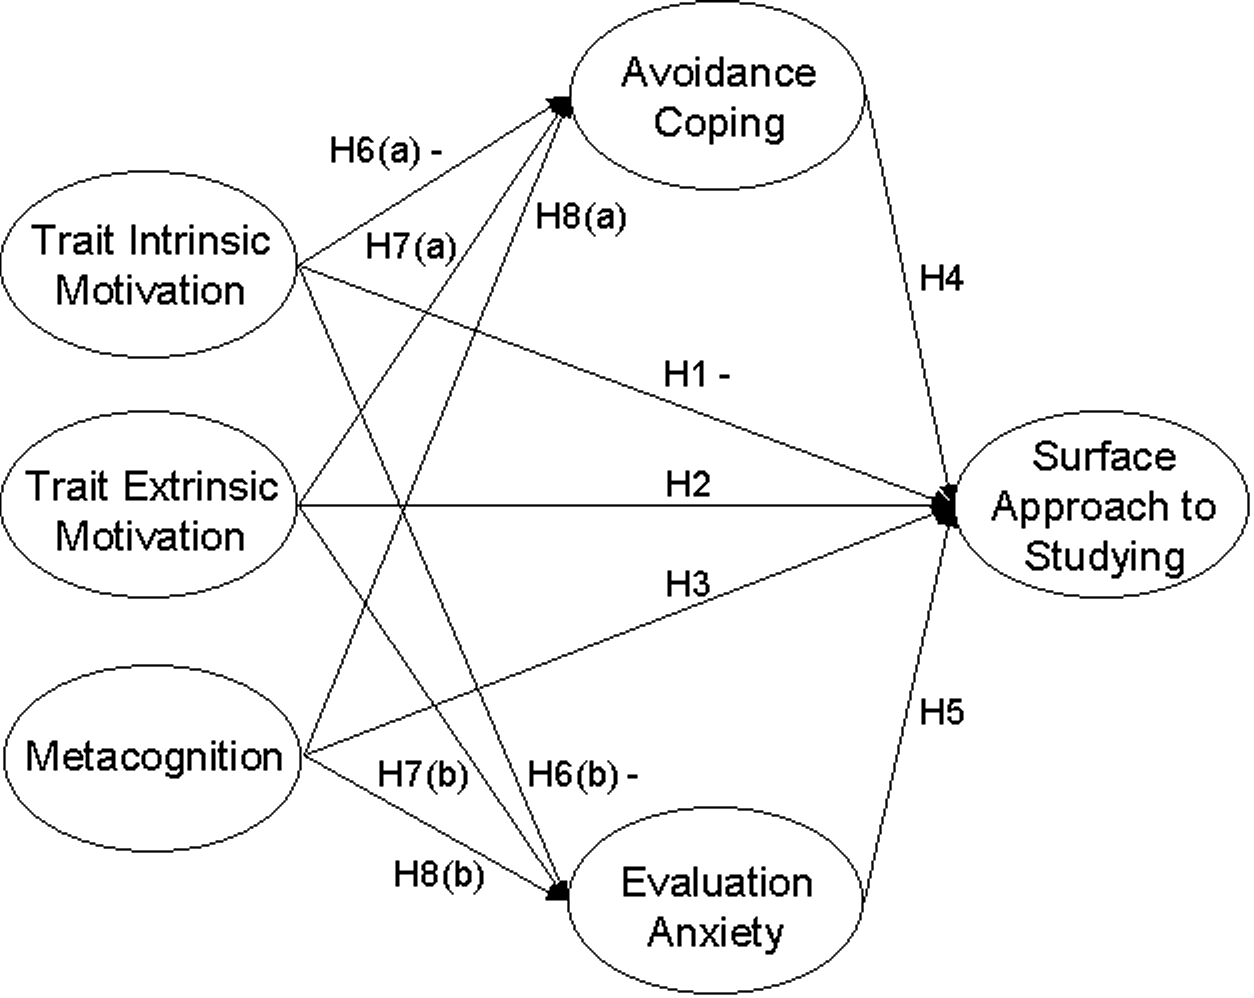 Avoidance
Coping
H6(a) -
H8(a)
H7(a)
Trait Intrinsic
Motivation
H4
H1 -
Surface
Approach to
Studying
H2
Trait Extrinsic
Motivation
H3
H5
Metacognition
H7(b)
H6(b) -
H8(b)
Evaluation
Anxiety